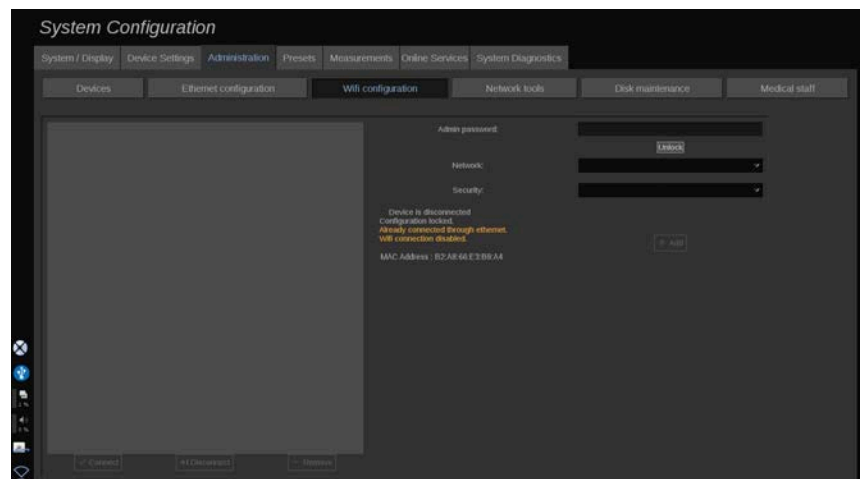 System Configuration
System / Display Device Settings Administration Presets Measurements Online Services System Diagnostics
Devices Ethernet configuration Wifi configuration Network tools Disk maintenance Medical staff
Admin password:
Unlock
Network:
Security:
Device is disconnected
Configuration locked.
Already connected through ethernet.
Wifi connection disabled.
Add
MAC Address : B2:A8:66:E3:B9:A4
Connect Disconnect Remove